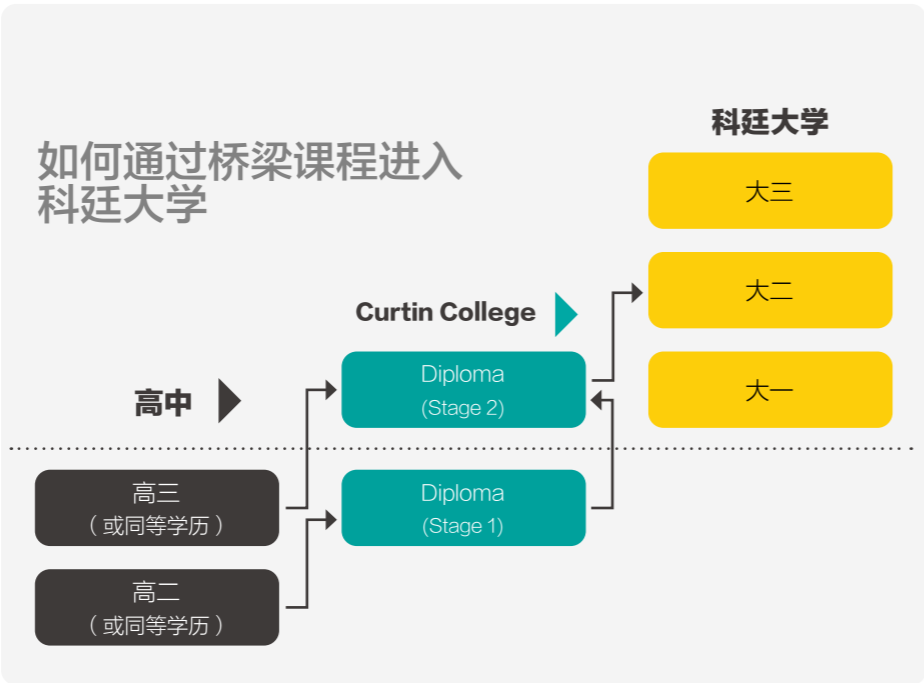 如何通过桥梁课程进入
科廷大学
科廷大学
大三
大二
大一
Curtin College
Diploma
(Stage 2)
Diploma
(Stage 1)
高中
高三
（或同等学历）
高二
（或同等学历）